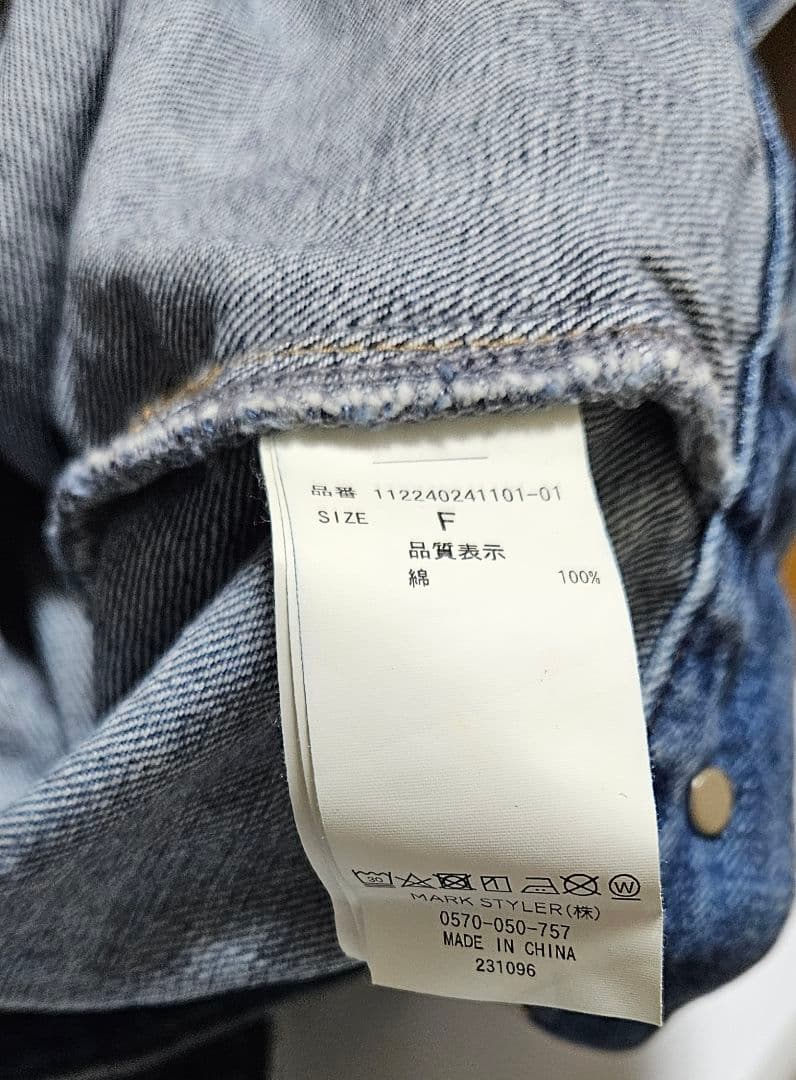 品番 112240241101-01
SIZE F
品質表示
綿 100%
30 W
MARK STYLER(株)
0570-050-757
MADE IN CHINA
231096